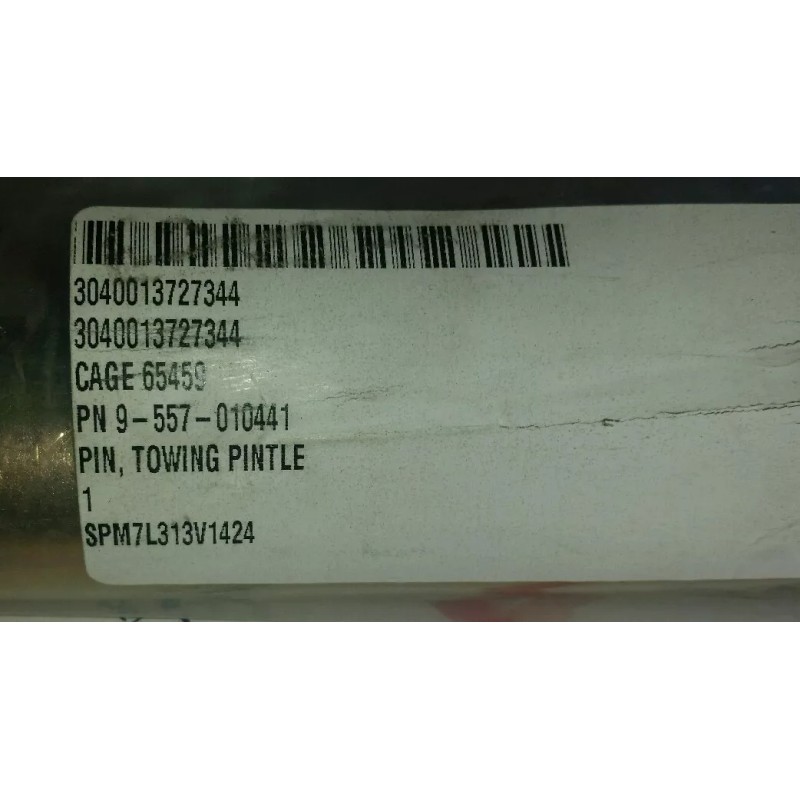 3040013727344
3040013727344
CAGE 65459
PN 9-557-010441
PIN, TOWING PINTLE
1
SPM7L313V1424